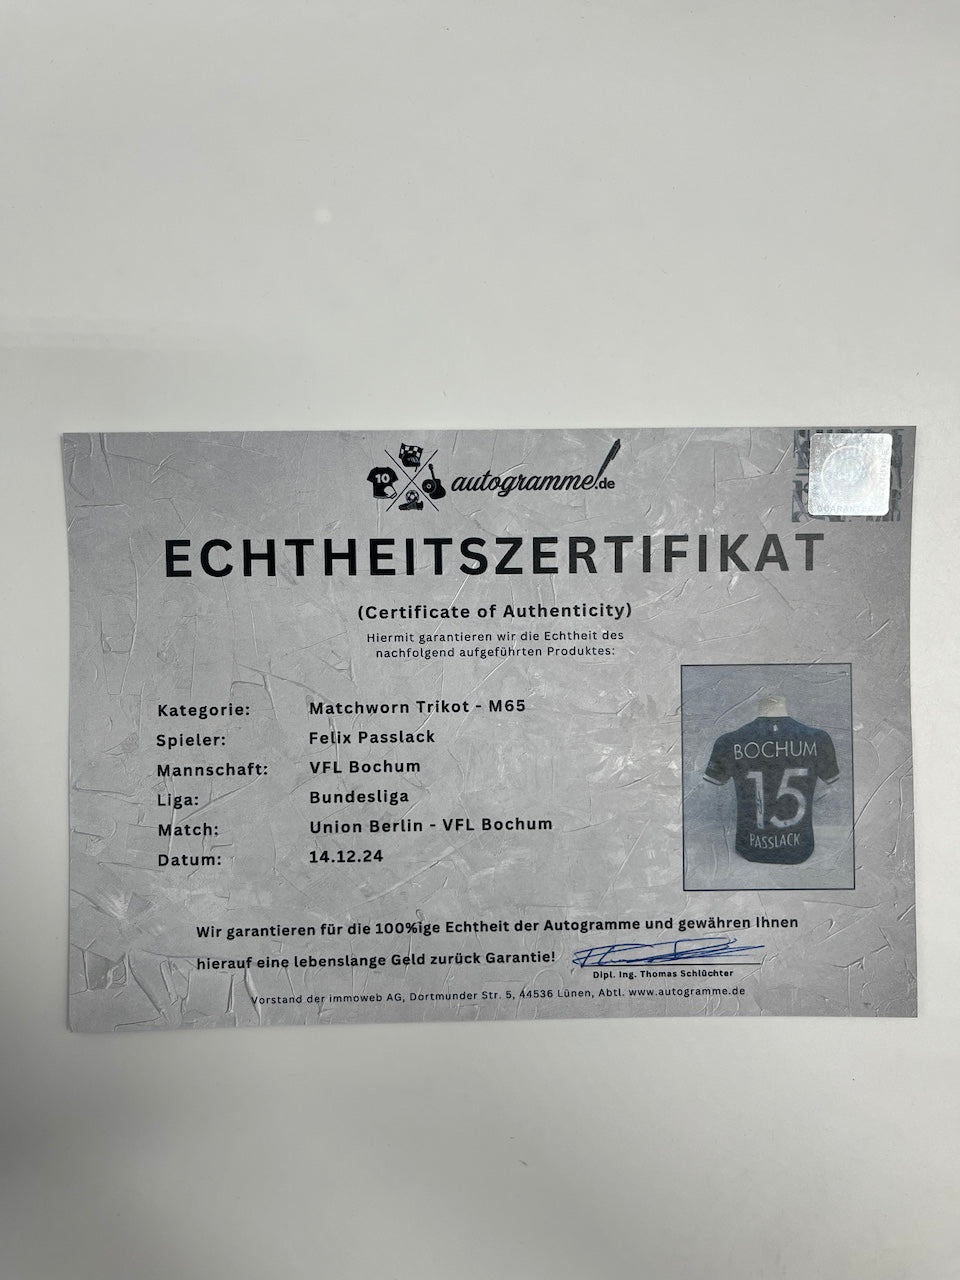 10
autogramme.de
GUARANTEE
ECHTHEITSZERTIFIKAT
(Certificate of Authenticity)
Hiermit garantieren wir die Echtheit des
nachfolgend aufgeführten Produktes:
Kategorie: Matchworn Trikot - M65
Spieler: Felix Passlack
Mannschaft: VFL Bochum
Liga: Bundesliga
Match: Union Berlin - VFL Bochum
Datum: 14.12.24
BOCHUM
15
PASSLACK
Wir garantieren für die 100%ige Echtheit der Autogramme und gewähren Ihnen
hierauf eine lebenslange Geld zurück Garantie!
Dipl. Ing. Thomas Schlüchter
Vorstand der immoweb AG, Dortmunder Str. 5, 44536 Lünen, Abtl. www.autogramme.de